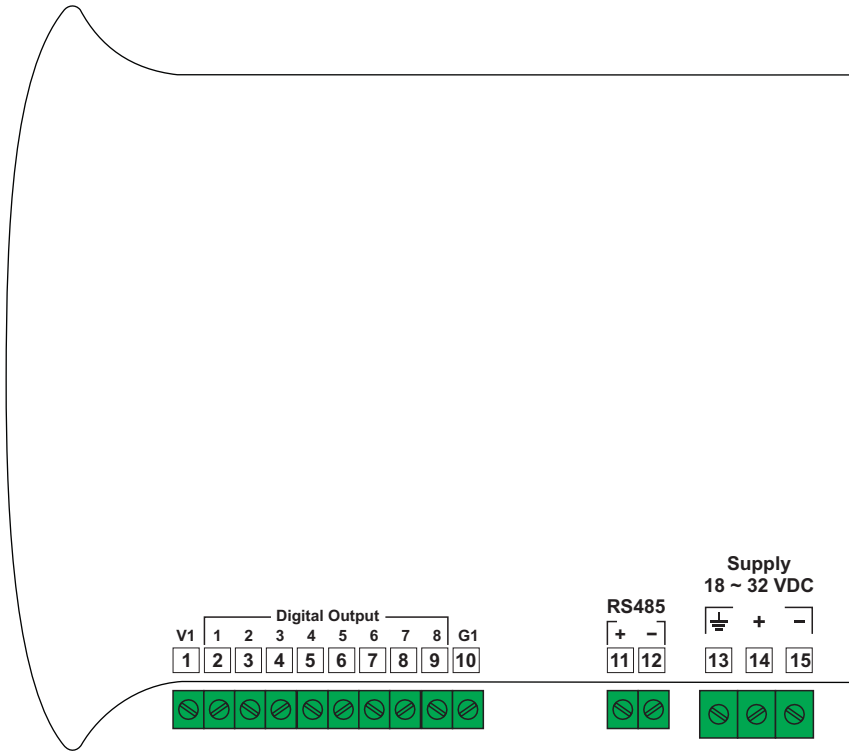 Supply
18 ~ 32 VDC
RS485
Digital Output
V1 1 2 3 4 5 6 7 8 G1
+ − + −
1 2 3 4 5 6 7 8 9 10 11 12 13 14 15